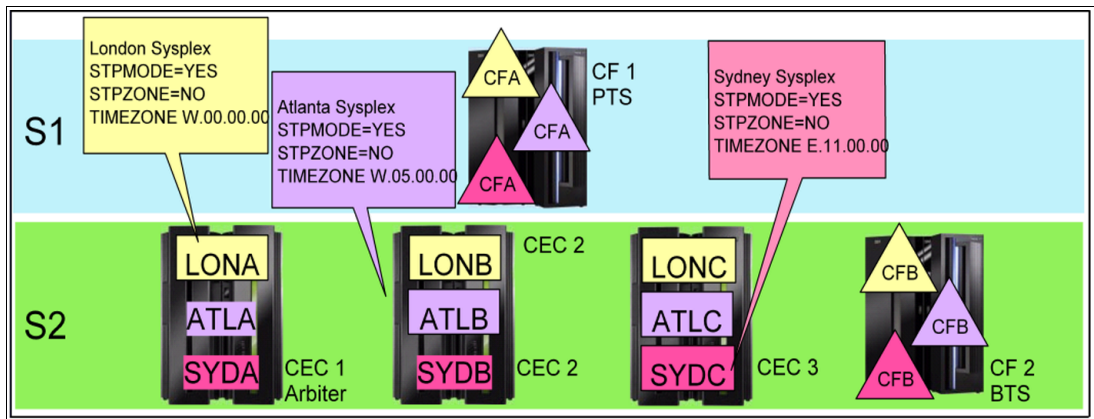 London Sysplex
STPMODE=YES
STPZONE=NO
TIMEZONE W.00.00.00
Atlanta Sysplex
STPMODE=YES
STPZONE=NO
TIMEZONE W.05.00.00
Sydney Sysplex
STPMODE=YES
STPZONE=NO
TIMEZONE E.11.00.00
S1
CFA
CFA
CFA
CF 1
PTS
S2
LONA
ATLA
SYDA
CEC 1
Arbiter
CEC 2
LONB
ATLB
SYDB
CEC 2
LONC
ATLC
SYDC
CEC 3
CFB
CFB
CFB
CF 2
BTS